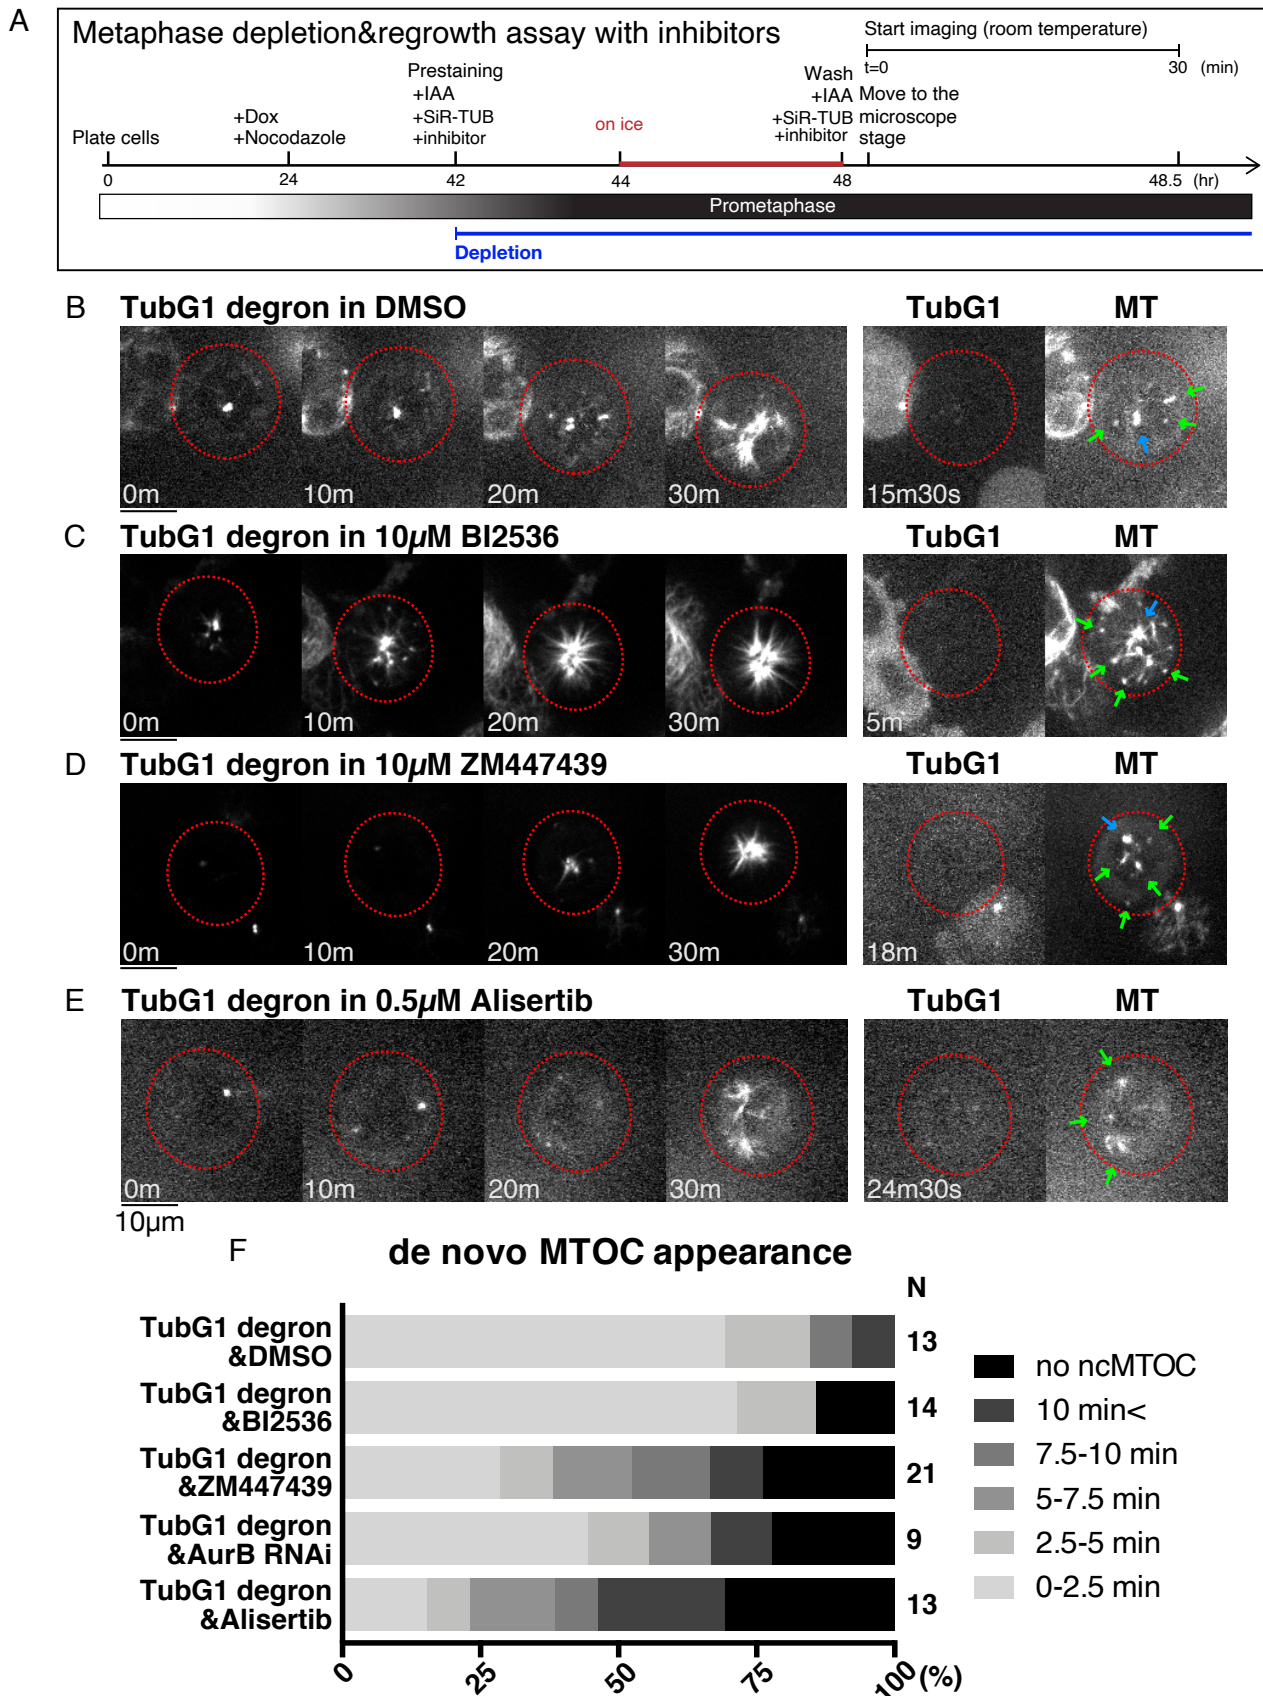 A
Metaphase depletion&regrowth assay with inhibitors
Start imaging (room temperature)
t=0
30 (min)
Plate cells
+Dox
+Nocodazole
Prestaining
+IAA
+SiR-TUB
+inhibitor
on ice
Wash
+IAA
+SiR-TUB
+inhibitor
Move to the
microscope
stage
0 24 42 44 48 48.5 (hr)
Prometaphase
Depletion
B TubG1 degron in DMSO TubG1 MT
0m 10m 20m 30m 15m30s
C TubG1 degron in 10µM BI2536 TubG1 MT
0m 10m 20m 30m 5m
D TubG1 degron in 10µM ZM447439 TubG1 MT
0m 10m 20m 30m 18m
E TubG1 degron in 0.5µM Alisertib TubG1 MT
0m 10m 20m 30m 24m30s
10µm
F de novo MTOC appearance
N
TubG1 degron
&DMSO
13
TubG1 degron
&BI2536
14
TubG1 degron
&ZM447439
21
TubG1 degron
&AurB RNAi
9
TubG1 degron
&Alisertib
13
no ncMTOC
10 min<
7.5-10 min
5-7.5 min
2.5-5 min
0-2.5 min
0 25 50 75 100 (%)